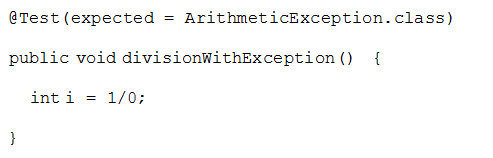 @Test(expected = ArithmeticException.class)
public void divisionWithException() {
int i = 1/0;
}